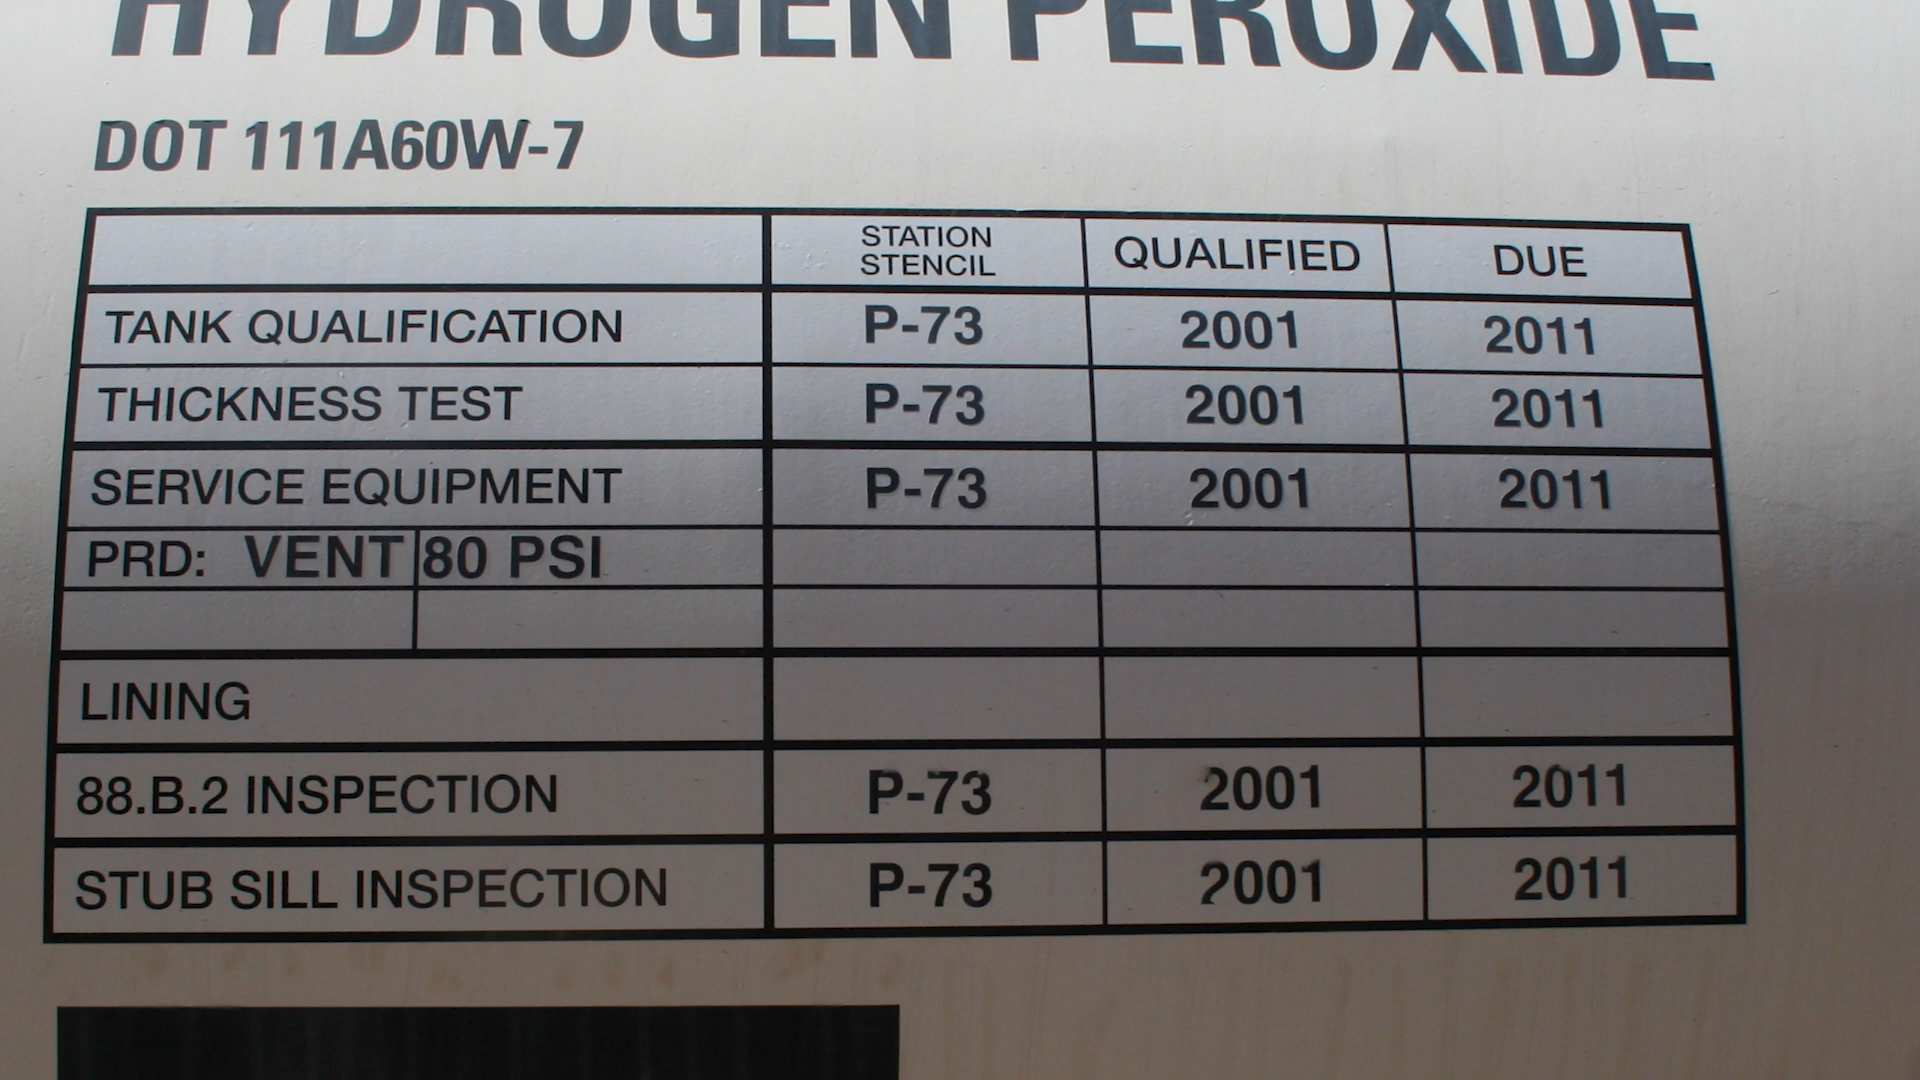 HYDROGEN PEROXIDE
DOT 111A60W-7
STATION STENCIL QUALIFIED DUE
TANK QUALIFICATION P-73 2001 2011
THICKNESS TEST P-73 2001 2011
SERVICE EQUIPMENT P-73 2001 2011
PRD: VENT 80 PSI
LINING
88.B.2 INSPECTION P-73 2001 2011
STUB SILL INSPECTION P-73 2001 2011